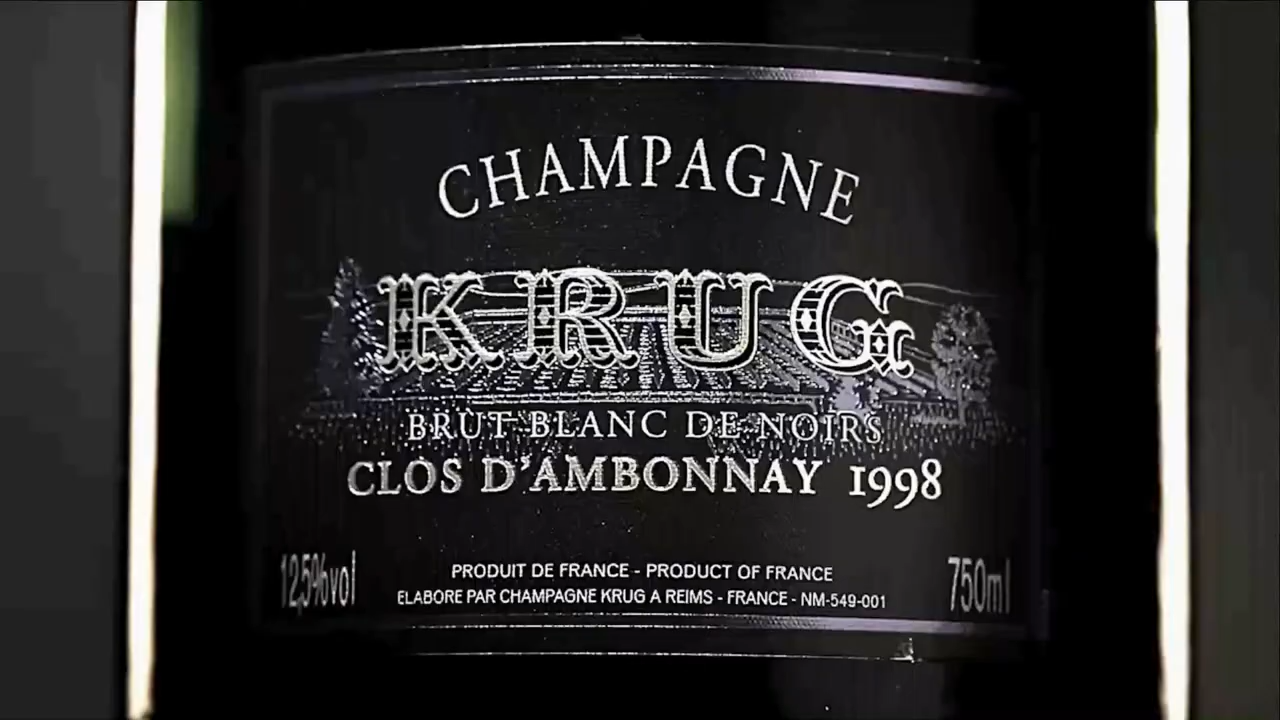 CHAMPAGNE
KRUG
BRUT BLANC DE NOIRS
CLOS D'AMBONNAY 1998
12,5%vol
750ml
PRODUIT DE FRANCE - PRODUCT OF FRANCE
ELABORE PAR CHAMPAGNE KRUG A REIMS - FRANCE - NM-549-001